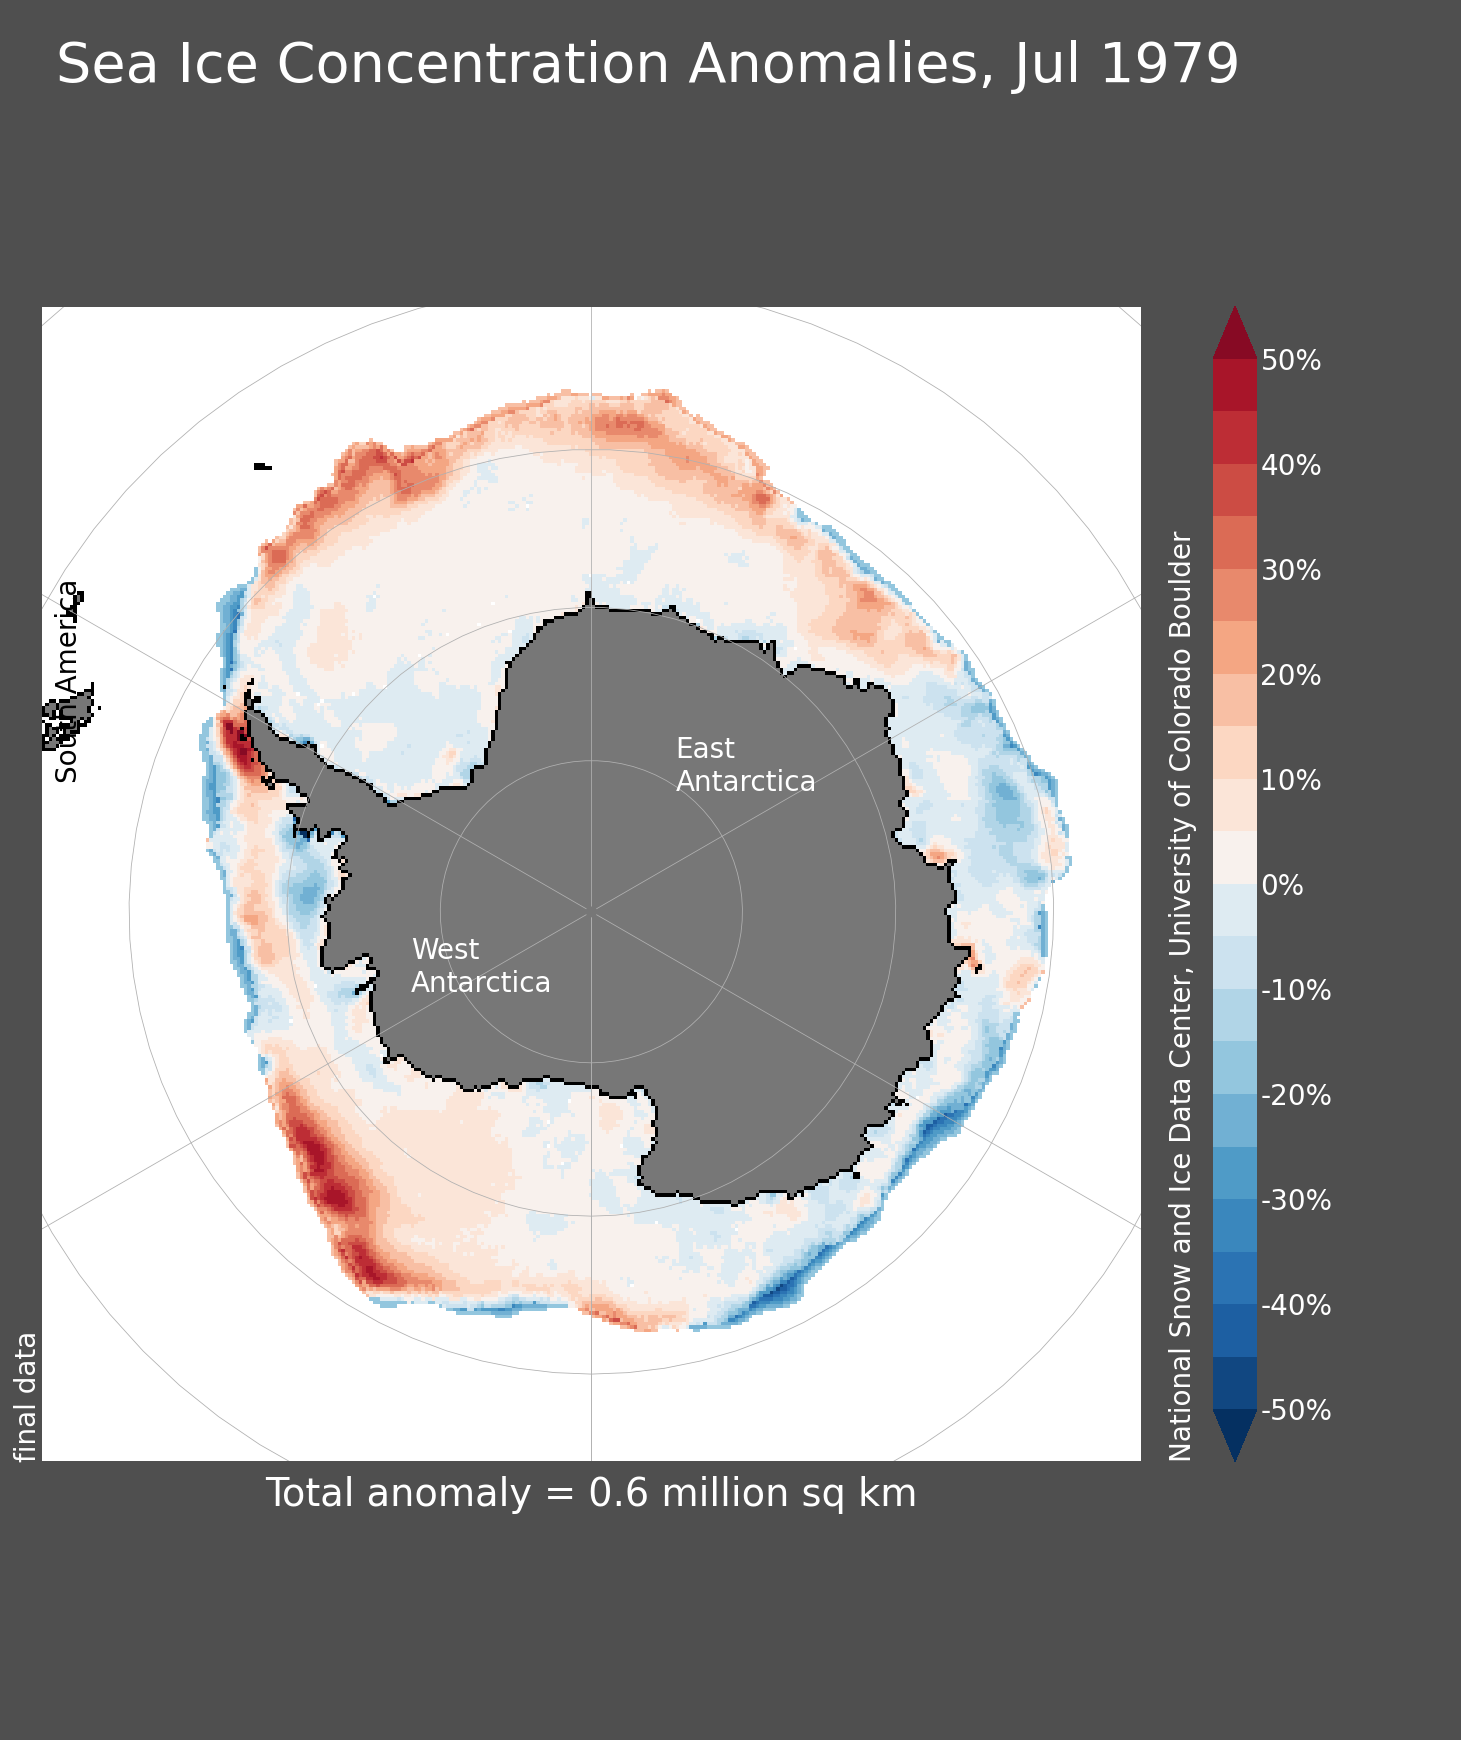 Sea Ice Concentration Anomalies, Jul 1979
South America
East
Antarctica
West
Antarctica
final data
National Snow and Ice Data Center, University of Colorado Boulder
50%
40%
30%
20%
10%
0%
-10%
-20%
-30%
-40%
-50%
Total anomaly = 0.6 million sq km